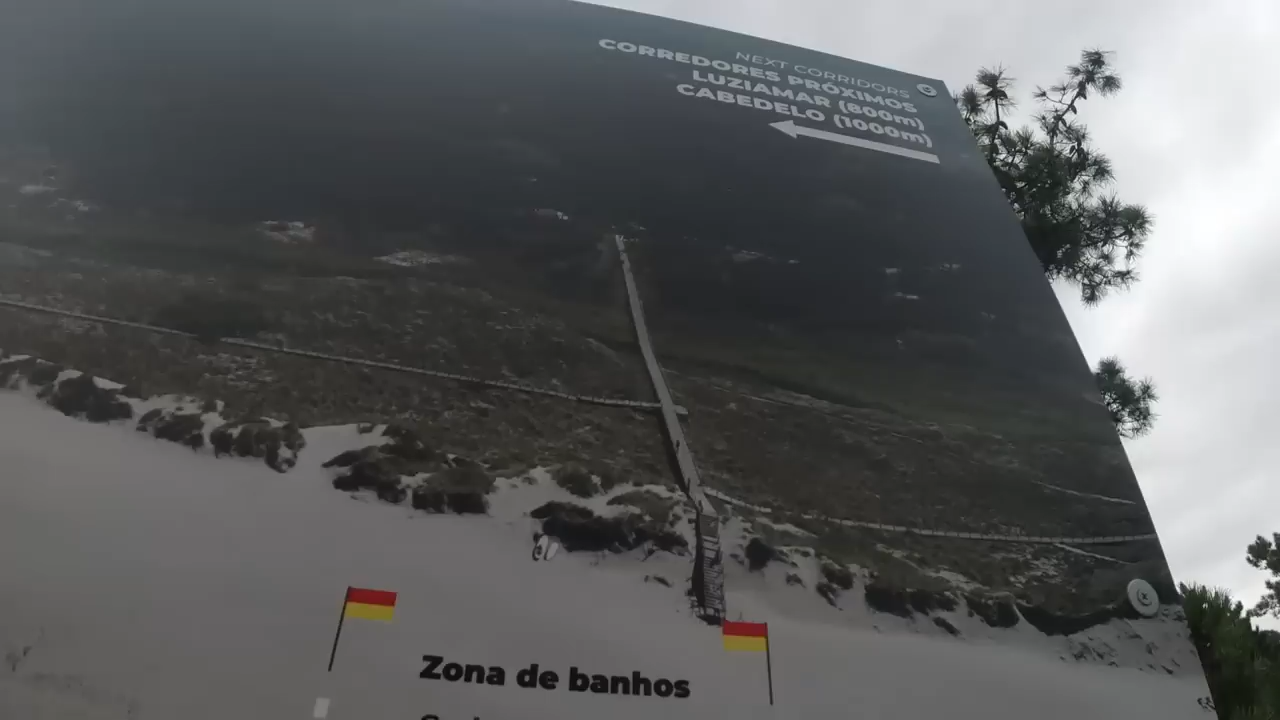 NEXT CORRIDORS
CORREDORES PRÓXIMOS
LUZIAMAR (800m)
CABEDELO (1000m)
Zona de banhos